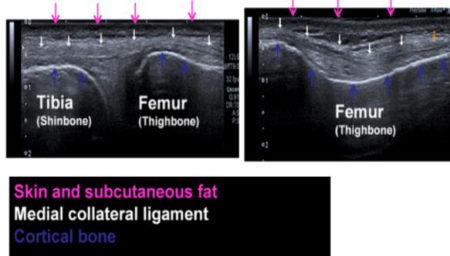 Tibia
(Shinbone)
Femur
(Thighbone)
Femur
(Thighbone)
Skin and subcutaneous fat
Medial collateral ligament
Cortical bone